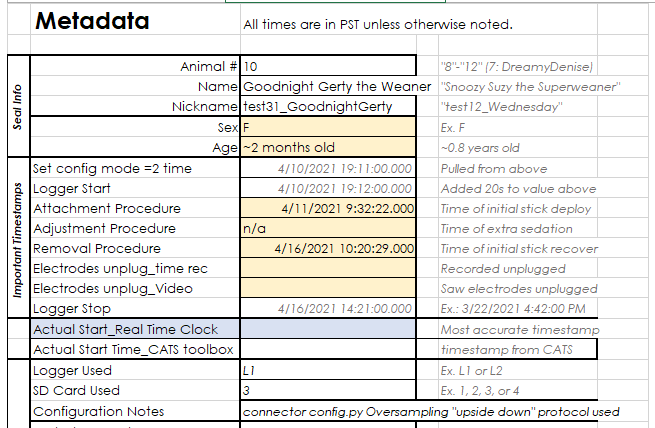 Metadata All times are in PST unless otherwise noted.
Seal Info
Animal # 10 "8"-"12" (7: DreamyDenise)
Name Goodnight Gerty the Weaner "Snoozy Suzy the Superweaner"
Nickname test31_GoodnightGerty "test12_Wednesday"
Sex F Ex. F
Age ~2 months old ~0.8 years old
Important Timestamps
Set config mode =2 time 4/10/2021 19:11:00.000 Pulled from above
Logger Start 4/10/2021 19:12:00.000 Added 20s to value above
Attachment Procedure 4/11/2021 9:32:22.000 Time of initial stick deploy
Adjustment Procedure n/a Time of extra sedation
Removal Procedure 4/16/2021 10:20:29.000 Time of initial stick recover
Electrodes unplug_time rec Recorded unplugged
Electrodes unplug_Video Saw electrodes unplugged
Logger Stop 4/16/2021 14:21:00.000 Ex.: 3/22/2021 4:42:00 PM
Actual Start_Real Time Clock Most accurate timestamp
Actual Start Time_CATS toolbox timestamp from CATS
Logger Used L1 Ex. L1 or L2
SD Card Used 3 Ex. 1, 2, 3, or 4
Configuration Notes connector config.py Oversampling "upside down" protocol used